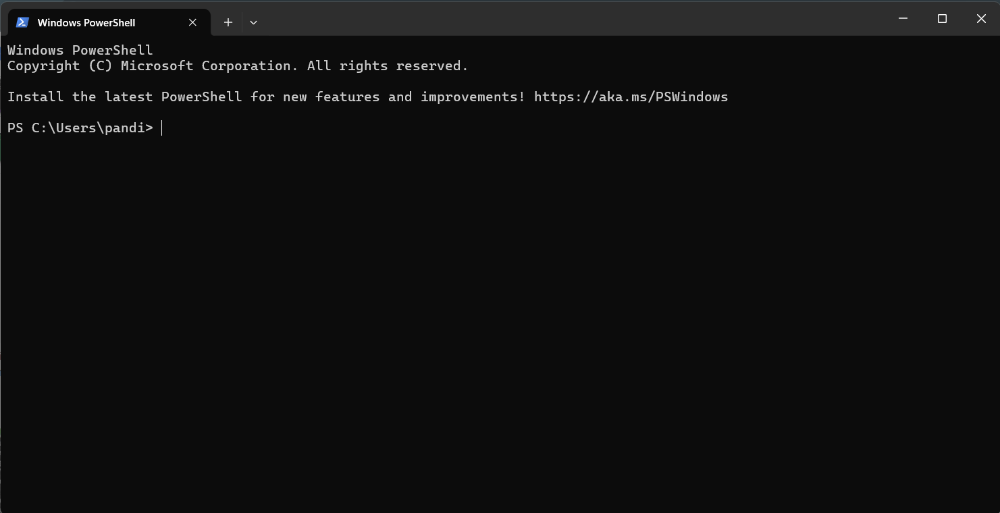 Windows PowerShell
Windows PowerShell
Copyright (C) Microsoft Corporation. All rights reserved.
Install the latest PowerShell for new features and improvements! https://aka.ms/PSWindows
PS C:\Users\pandi>